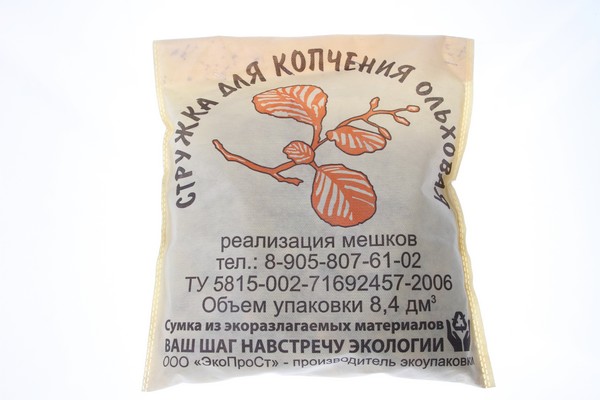 СТРУЖКА ДЛЯ КОПЧЕНИЯ ОЛЬХОВАЯ
реализация мешков
тел.: 8-905-807-61-02
ТУ 5815-002-71692457-2006
Объем упаковки 8,4 дм³
Сумка из экоразлагаемых материалов
ВАШ ШАГ НАВСТРЕЧУ ЭКОЛОГИИ
ООО «ЭкоПроСт» - производитель экоупаковки